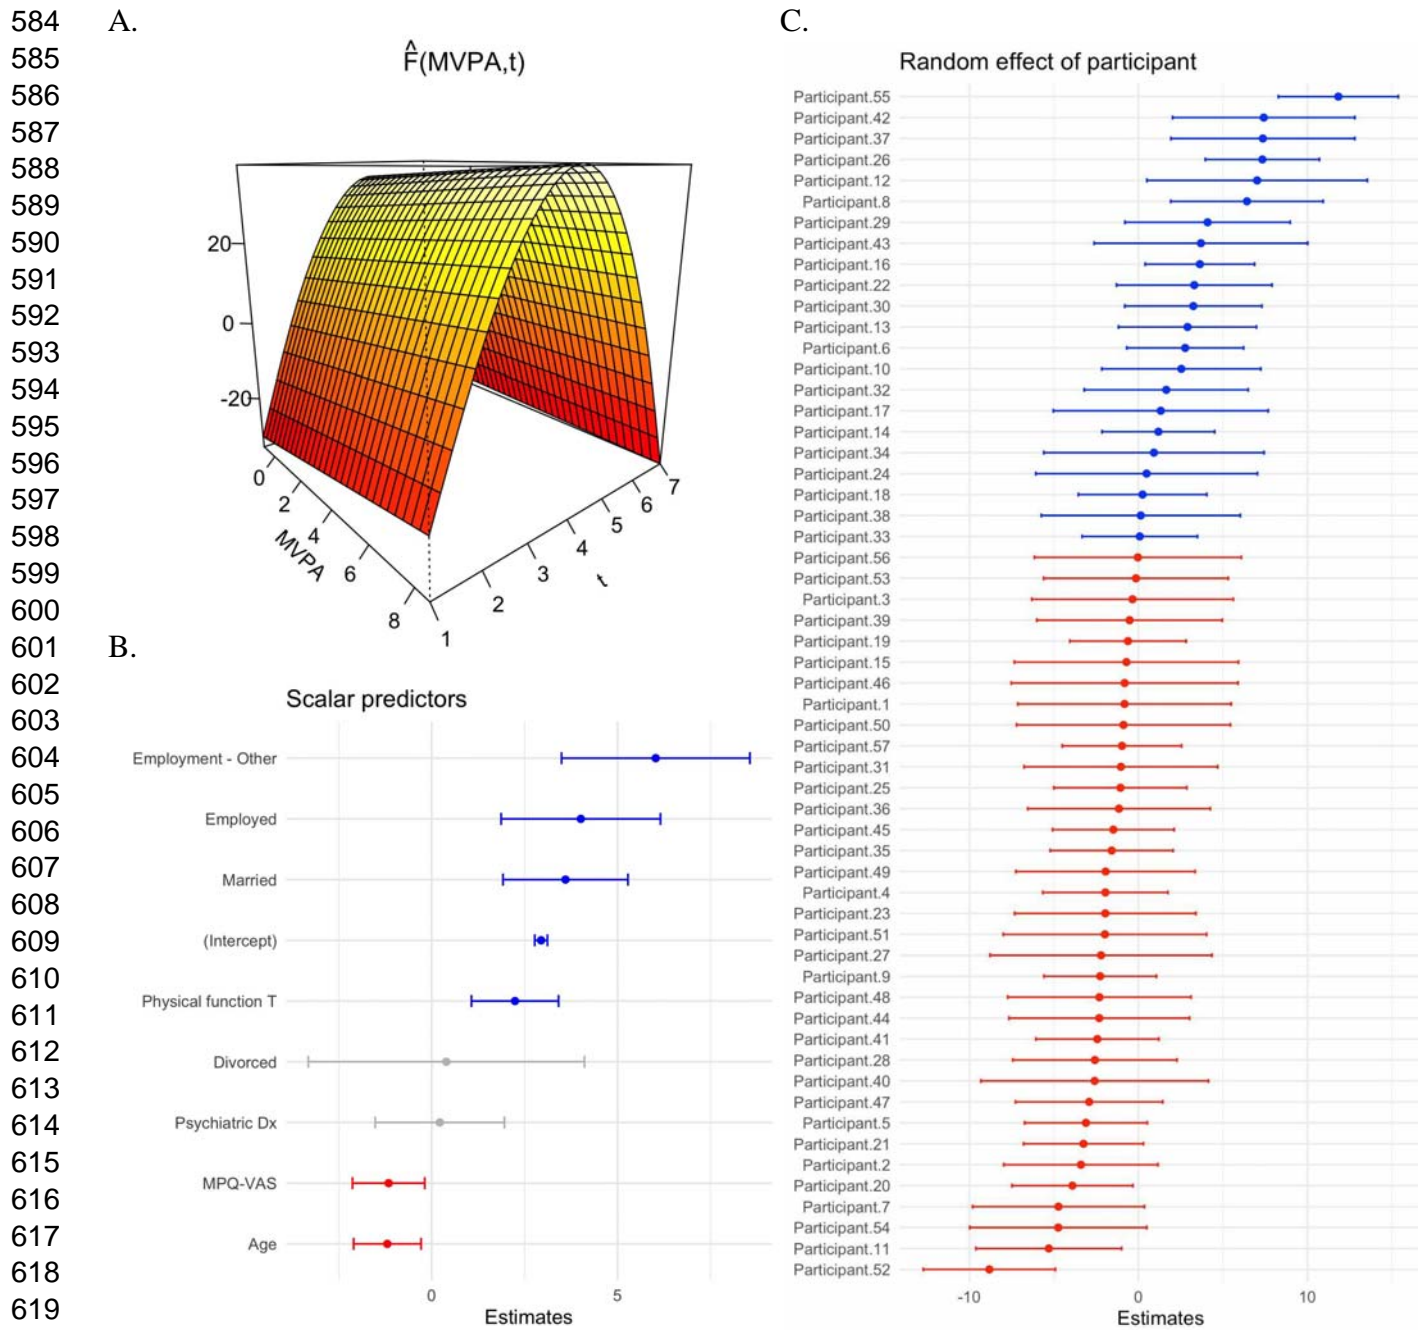 584
585
586
587
588
589
590
591
592
593
594
595
596
597
598
599
600
601
602
603
604
605
606
607
608
609
610
611
612
613
614
615
616
617
618
619
A.
F̂(MVPA,t)
20
0
-20
0
2
4
6
8
MVPA
1
2
3
4
5
6
7
t
B.
Scalar predictors
Employment - Other
Employed
Married
(Intercept)
Physical function T
Divorced
Psychiatric Dx
MPQ-VAS
Age
0 5
Estimates
C.
Random effect of participant
Participant.55
Participant.42
Participant.37
Participant.26
Participant.12
Participant.8
Participant.29
Participant.43
Participant.16
Participant.22
Participant.30
Participant.13
Participant.6
Participant.10
Participant.32
Participant.17
Participant.14
Participant.34
Participant.24
Participant.18
Participant.38
Participant.33
Participant.56
Participant.53
Participant.3
Participant.39
Participant.19
Participant.15
Participant.46
Participant.1
Participant.50
Participant.57
Participant.31
Participant.25
Participant.36
Participant.45
Participant.35
Participant.49
Participant.4
Participant.23
Participant.51
Participant.27
Participant.9
Participant.48
Participant.44
Participant.41
Participant.28
Participant.40
Participant.47
Participant.5
Participant.21
Participant.2
Participant.20
Participant.7
Participant.54
Participant.11
Participant.52
-10 0 10
Estimates